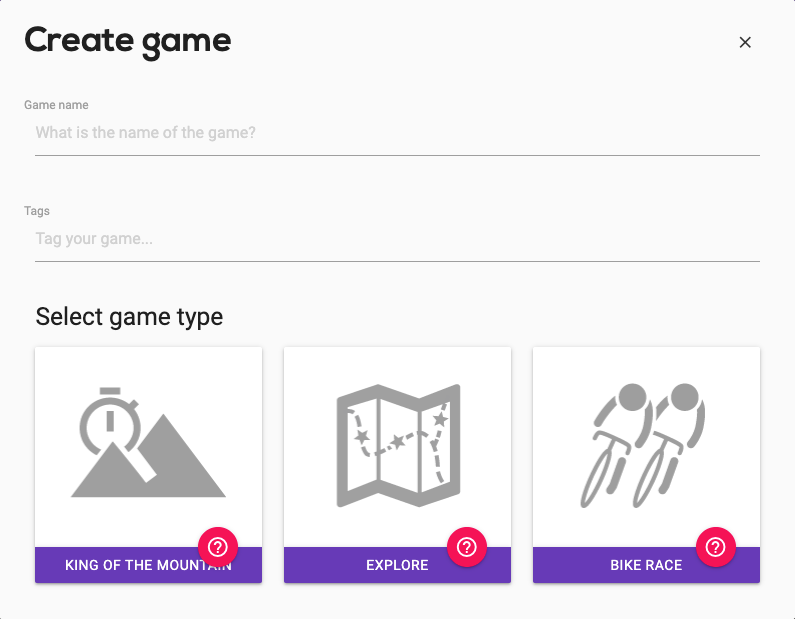 Create game
Game name
What is the name of the game?
Tags
Tag your game...
Select game type
KING OF THE MOUNTAIN
EXPLORE
BIKE RACE